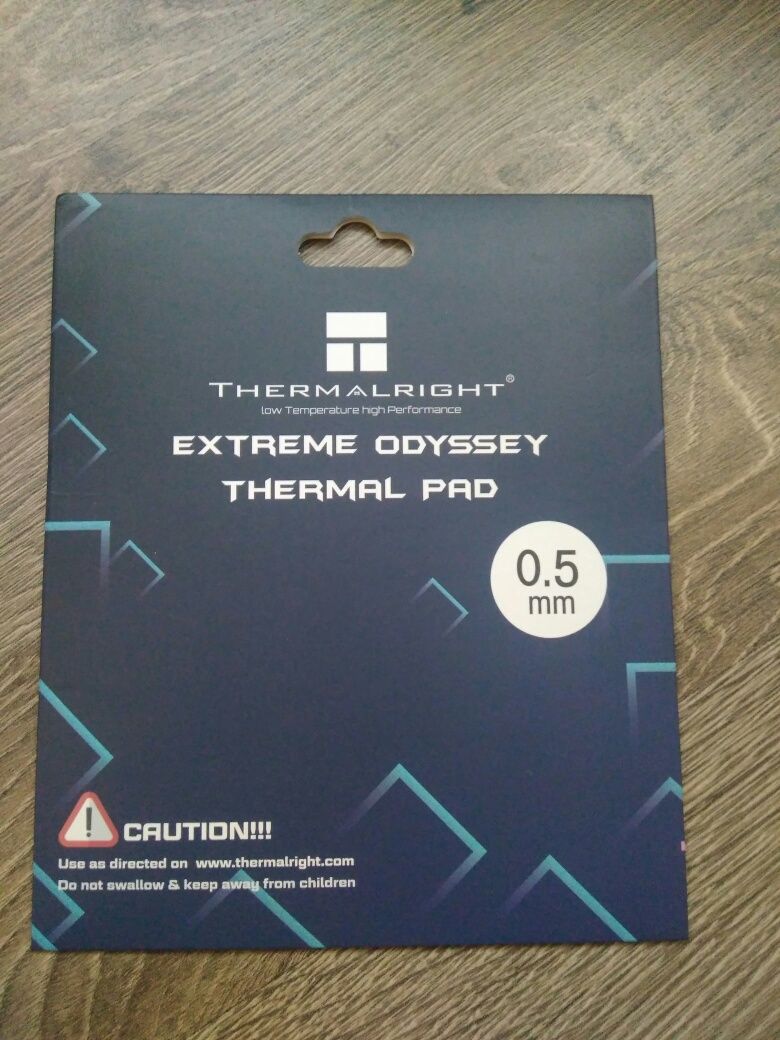 THERMALRIGHT®
low Temperature high Performance
EXTREME ODYSSEY
THERMAL PAD
0.5
mm
! CAUTION!!!
Use as directed on www.thermalright.com
Do not swallow & keep away from children